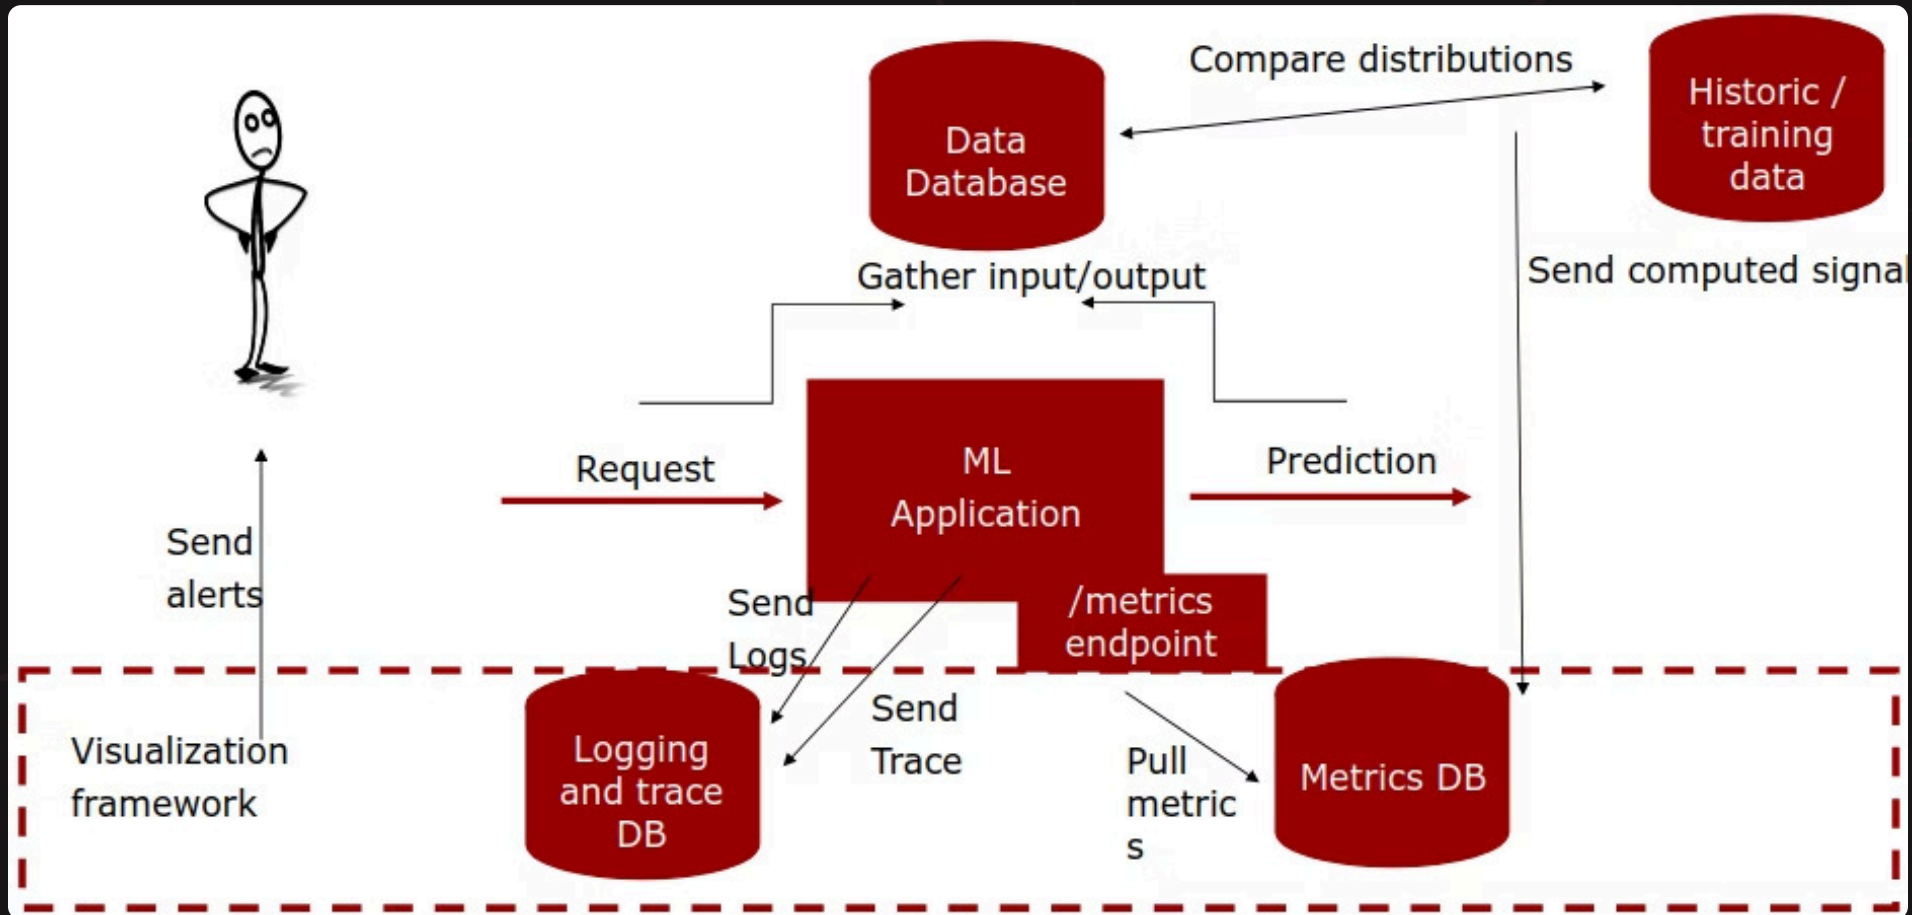 Compare distributions
Historic /
training
data
Data
Database
Gather input/output
Send computed signal
Request
ML
Application
Prediction
Send
alerts
Send
Logs
/metrics
endpoint
Visualization
framework
Logging
and trace
DB
Send
Trace
Pull
metric
s
Metrics DB